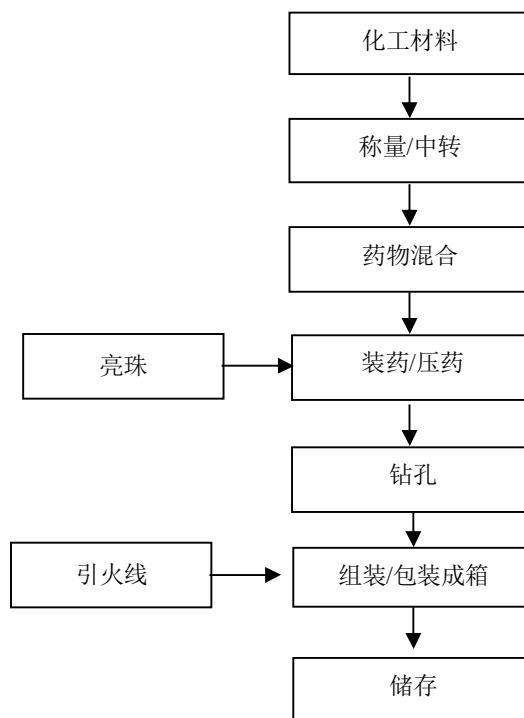 化工材料
称量/中转
药物混合
亮珠
装药/压药
钻孔
引火线
组装/包装成箱
储存